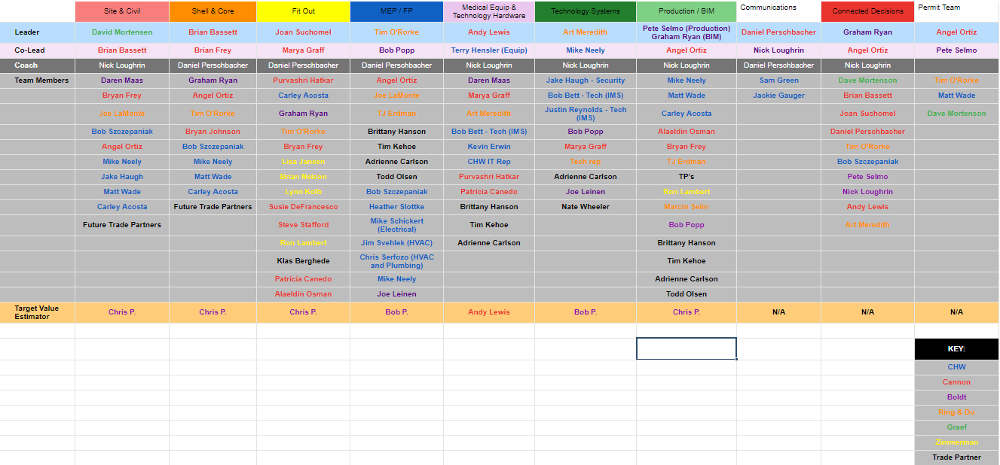 Site & Civil Shell & Core Fit Out MEP / FP Medical Equip & Technology Hardware Technology Systems Production / BIM Communications Connected Decisions Permit Team
Leader David Mortensen Brian Bassett Joan Suchomel Tim O'Rorke Andy Lewis Art Meredith Pete Selmo (Production) Graham Ryan (BIM) Daniel Perschbacher Graham Ryan Angel Ortiz
Co-Lead Brian Bassett Brian Frey Marya Graff Bob Popp Terry Hensler (Equip) Mike Neely Angel Ortiz Nick Loughrin Angel Ortiz Pete Selmo
Coach Nick Loughrin Daniel Perschbacher Daniel Perschbacher Daniel Perschbacher Nick Loughrin Nick Loughrin Nick Loughrin Daniel Perschbacher Nick Loughrin
Team Members Daren Maas Graham Ryan Purvashri Hatkar Angel Ortiz Daren Maas Jake Haugh - Security Mike Neely Sam Green Dave Mortenson Tim O'Rorke
Bryan Frey Angel Ortiz Carley Acosta Joe LaMonte Marya Graff Bob Bett - Tech (IMS) Matt Wade Jackie Gauger Brian Bassett Matt Wade
Joe LaMonte Tim O'Rorke Graham Ryan TJ Erdman Art Meredith Justin Reynolds - Tech (IMS) Carley Acosta Joan Suchomel Dave Mortenson
Bob Szczepaniak Bryan Johnson Tim O'Rorke Brittany Hanson Bob Bett - Tech (IMS) Bob Popp Alaeldin Osman Daniel Perschbacher
Angel Ortiz Bob Szczepaniak Bryan Frey Tim Kehoe Kevin Erwin Marya Graff Bryan Frey Tim O'Rorke
Mike Neely Mike Neely Lisa Jansen Adrienne Carlson CHW IT Rep Tech rep TJ Erdman Bob Szczepaniak
Jake Haugh Matt Wade Brian Nelson Todd Olsen Purvashri Hatkar Adrienne Carlson TP's Pete Selmo
Matt Wade Carley Acosta Lynn Kolb Bob Szczepaniak Patricia Canedo Joe Leinen Ron Lambert Nick Loughrin
Carley Acosta Future Trade Partners Susie DeFrancesco Heather Slottke Brittany Hanson Nate Wheeler Marcin Selm Andy Lewis
Future Trade Partners Steve Stafford Mike Schickert (Electrical) Tim Kehoe Bob Popp Art Meredith
Ron Lambert Jim Svehlek (HVAC) Adrienne Carlson Brittany Hanson
Klas Berghede Chris Serfozo (HVAC and Plumbing) Tim Kehoe
Patricia Canedo Mike Neely Adrienne Carlson
Alaeldin Osman Joe Leinen Todd Olsen
Target Value Estimator Chris P. Chris P. Chris P. Bob P. Andy Lewis Bob P. Chris P. N/A N/A N/A
KEY:
CHW
Cannon
Boldt
Ring & Du
Graef
Zimmerman
Trade Partner